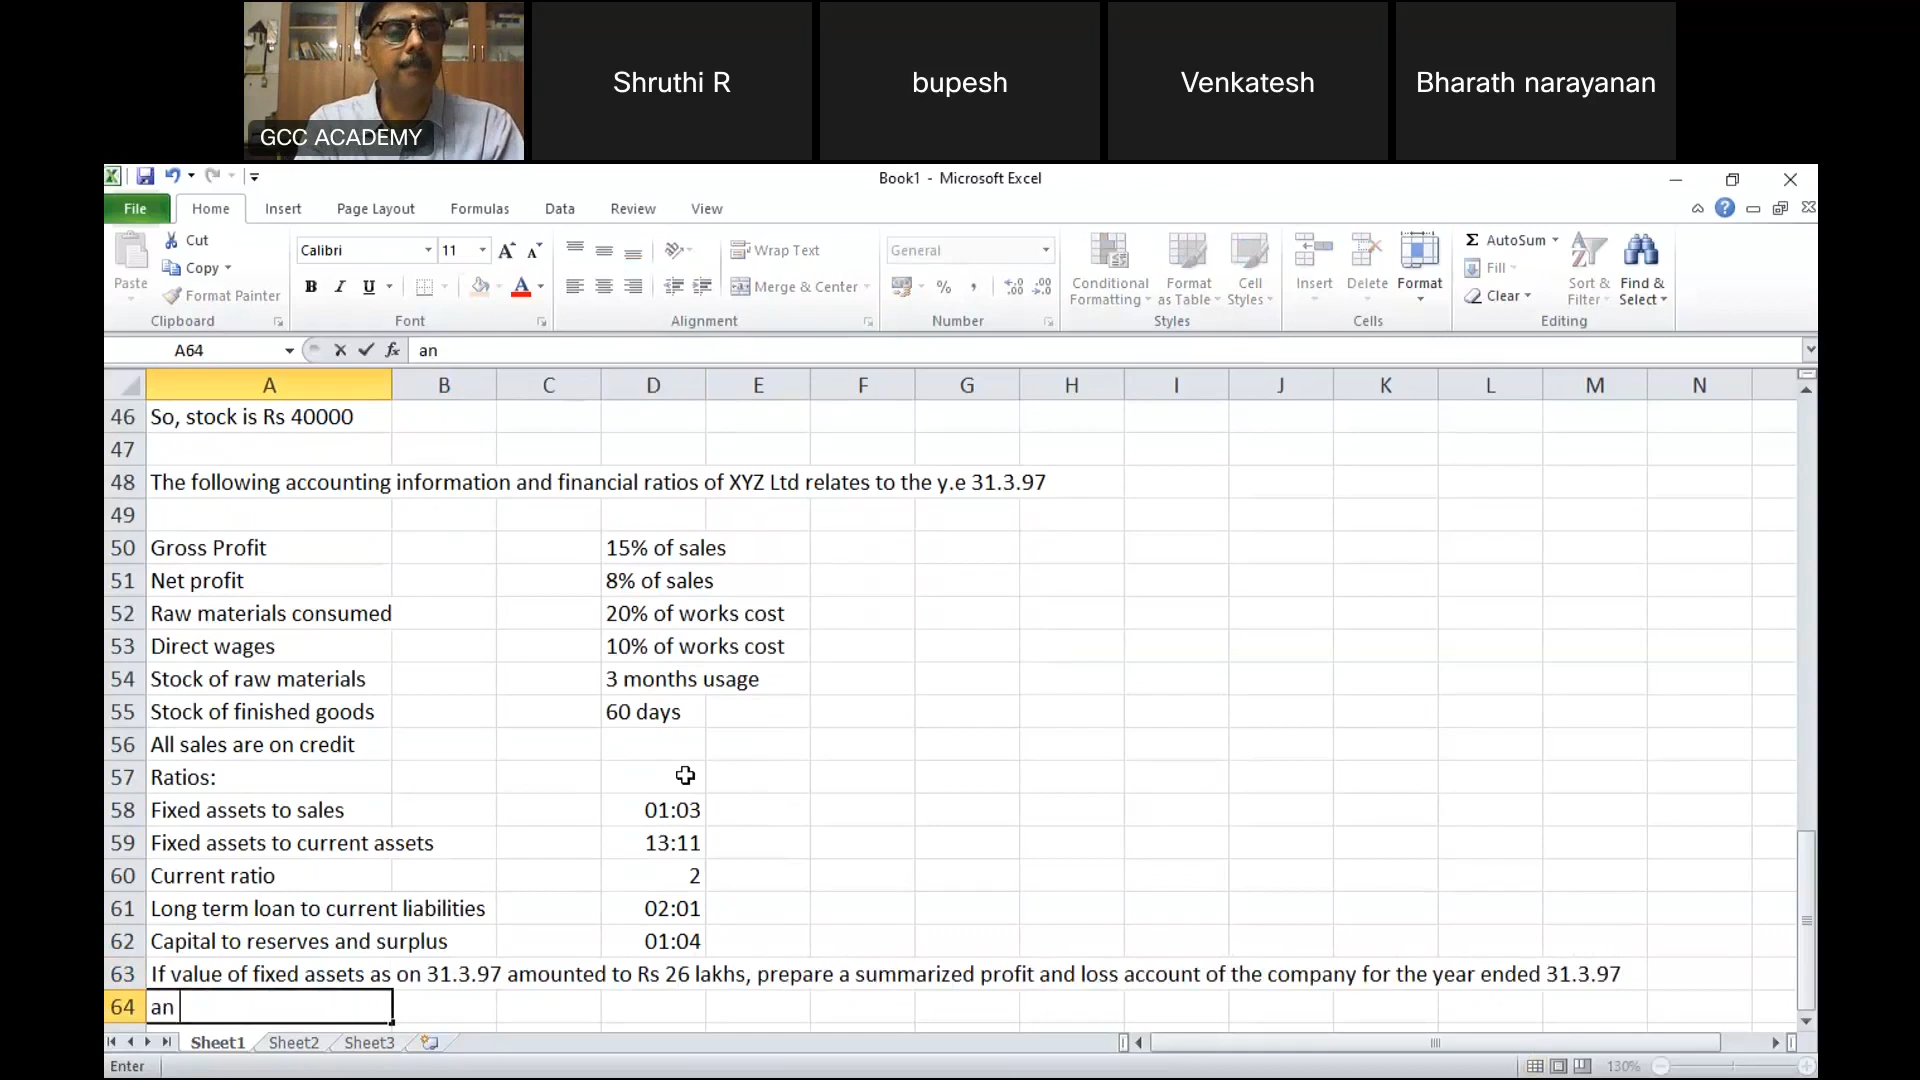 GCC ACADEMY
Shruthi R
bupesh
Venkatesh
Bharath narayanan
Book1 - Microsoft Excel
File Home Insert Page Layout Formulas Data Review View
Paste
Cut
Copy
Format Painter
Clipboard
Calibri 11
B I U
Font
Wrap Text
Merge & Center
Alignment
General
Number
Conditional Formatting
Format as Table
Cell Styles
Styles
Insert Delete Format
Cells
AutoSum
Fill
Clear
Sort & Filter
Find & Select
Editing
A64 fx an
A B C D E F G H I J K L M N
46 So, stock is Rs 40000
47
48 The following accounting information and financial ratios of XYZ Ltd relates to the y.e 31.3.97
49
50 Gross Profit 15% of sales
51 Net profit 8% of sales
52 Raw materials consumed 20% of works cost
53 Direct wages 10% of works cost
54 Stock of raw materials 3 months usage
55 Stock of finished goods 60 days
56 All sales are on credit
57 Ratios:
58 Fixed assets to sales 01:03
59 Fixed assets to current assets 13:11
60 Current ratio 2
61 Long term loan to current liabilities 02:01
62 Capital to reserves and surplus 01:04
63 If value of fixed assets as on 31.3.97 amounted to Rs 26 lakhs, prepare a summarized profit and loss account of the company for the year ended 31.3.97
64 an
Sheet1 Sheet2 Sheet3
Enter 130%